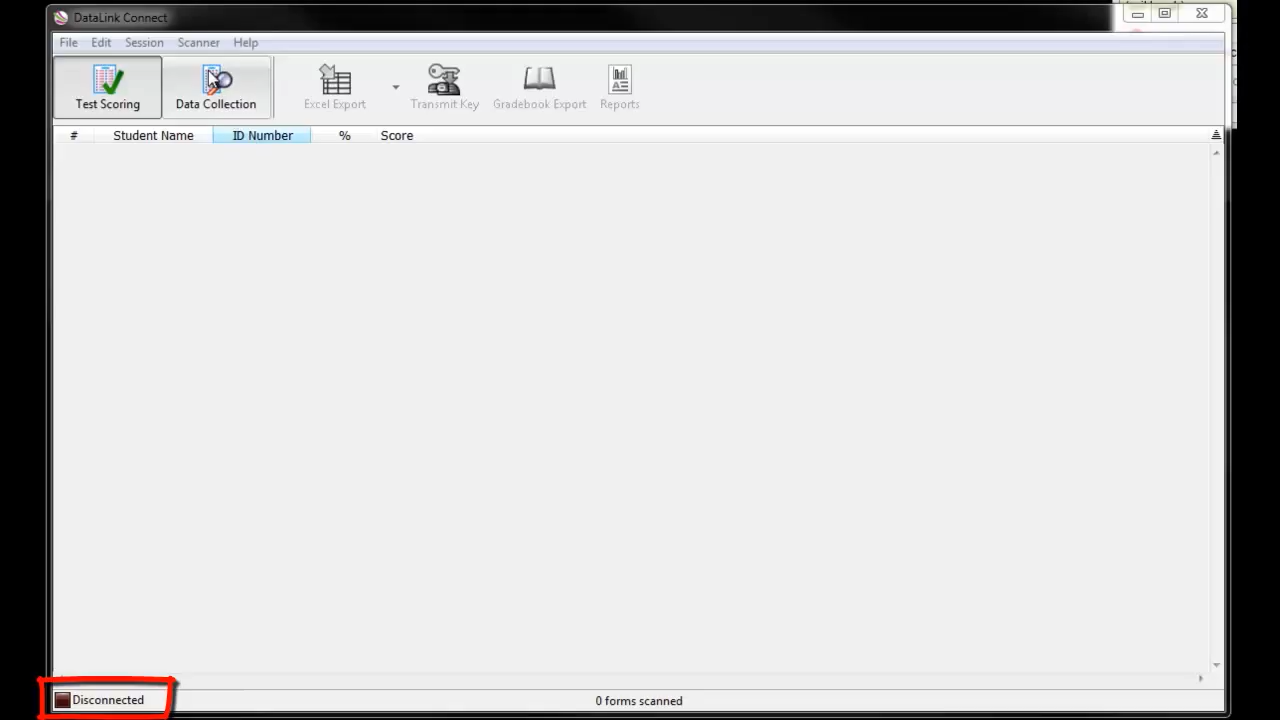 DataLink Connect
File Edit Session Scanner Help
Test Scoring Data Collection Excel Export Transmit Key Gradebook Export Reports
# Student Name ID Number % Score
Disconnected 0 forms scanned